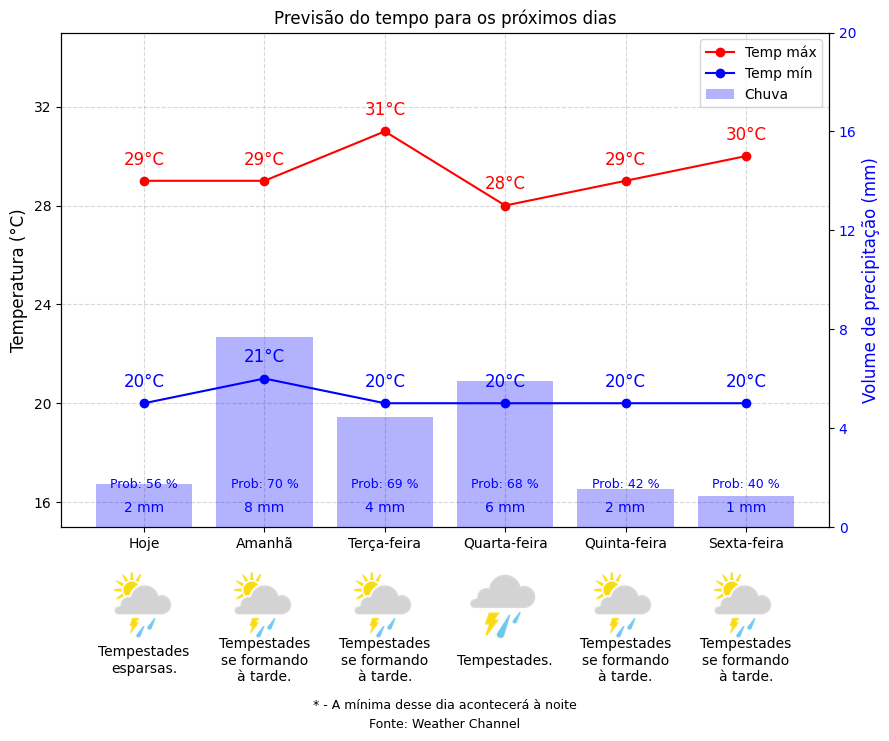 Previsão do tempo para os próximos dias
Temperatura (°C)
32
28
24
20
16
20
16
12
8
4
0
Volume de precipitação (mm)
Temp máx
Temp mín
Chuva
29°C 29°C 31°C 28°C 29°C 30°C
20°C 21°C 20°C 20°C 20°C 20°C
Prob: 56 % Prob: 70 % Prob: 69 % Prob: 68 % Prob: 42 % Prob: 40 %
2 mm 8 mm 4 mm 6 mm 2 mm 1 mm
Hoje Amanhã Terça-feira Quarta-feira Quinta-feira Sexta-feira
Tempestades
esparsas.
Tempestades
se formando
à tarde.
Tempestades
se formando
à tarde.
Tempestades.
Tempestades
se formando
à tarde.
Tempestades
se formando
à tarde.
* - A mínima desse dia acontecerá à noite
Fonte: Weather Channel